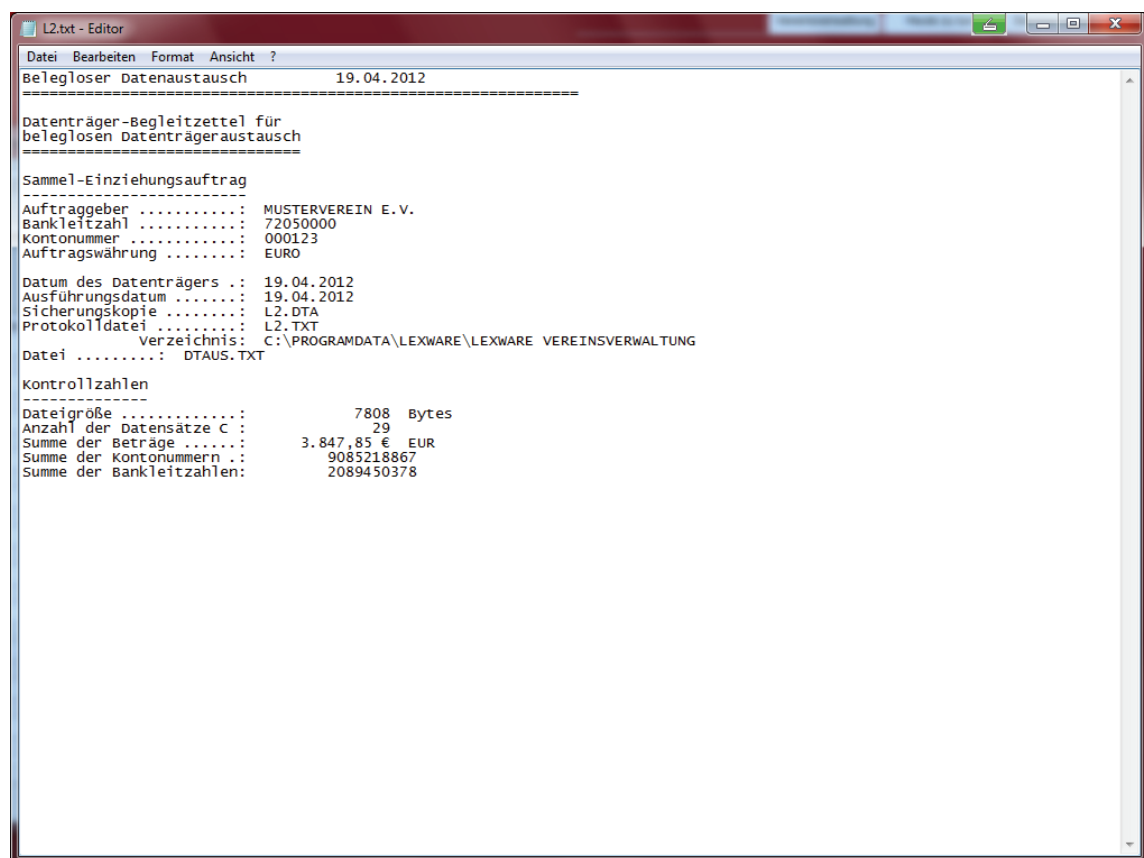 L2.txt - Editor
Datei Bearbeiten Format Ansicht ?
Belegloser Datenaustausch 19.04.2012
==============================================================
Datenträger-Begleitzettel für
beleglosen Datenträgeraustausch
===============================
Sammel-Einziehungsauftrag
-------------------------
Auftraggeber ...........: MUSTERVEREIN E.V.
Bankleitzahl ...........: 72050000
Kontonummer ............: 000123
Auftragswährung ........: EURO
Datum des Datenträgers .: 19.04.2012
Ausführungsdatum .......: 19.04.2012
Sicherungskopie ........: L2.DTA
Protokolldatei .........: L2.TXT
Verzeichnis: C:\PROGRAMDATA\LEXWARE\LEXWARE VEREINSVERWALTUNG
Datei .........: DTAUS.TXT
Kontrollzahlen
--------------
Dateigröße .............: 7808 Bytes
Anzahl der Datensätze C : 29
Summe der Beträge ......: 3.847,85 € EUR
Summe der Kontonummern .: 9085218867
Summe der Bankleitzahlen: 2089450378